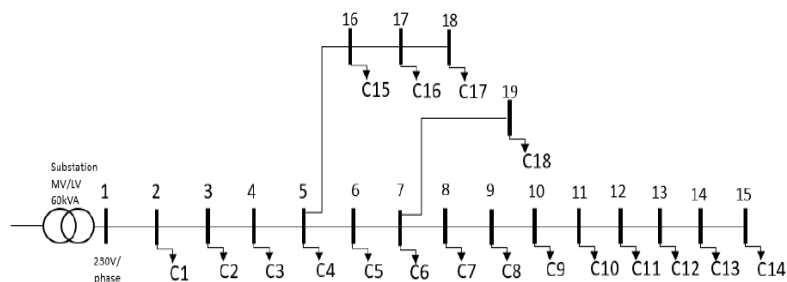 16 17 18
C15 C16 C17
19
C18
Substation
MV/LV
60kVA
1 2 3 4 5 6 7 8 9 10 11 12 13 14 15
230V/
phase
C1 C2 C3 C4 C5 C6 C7 C8 C9 C10 C11 C12 C13 C14